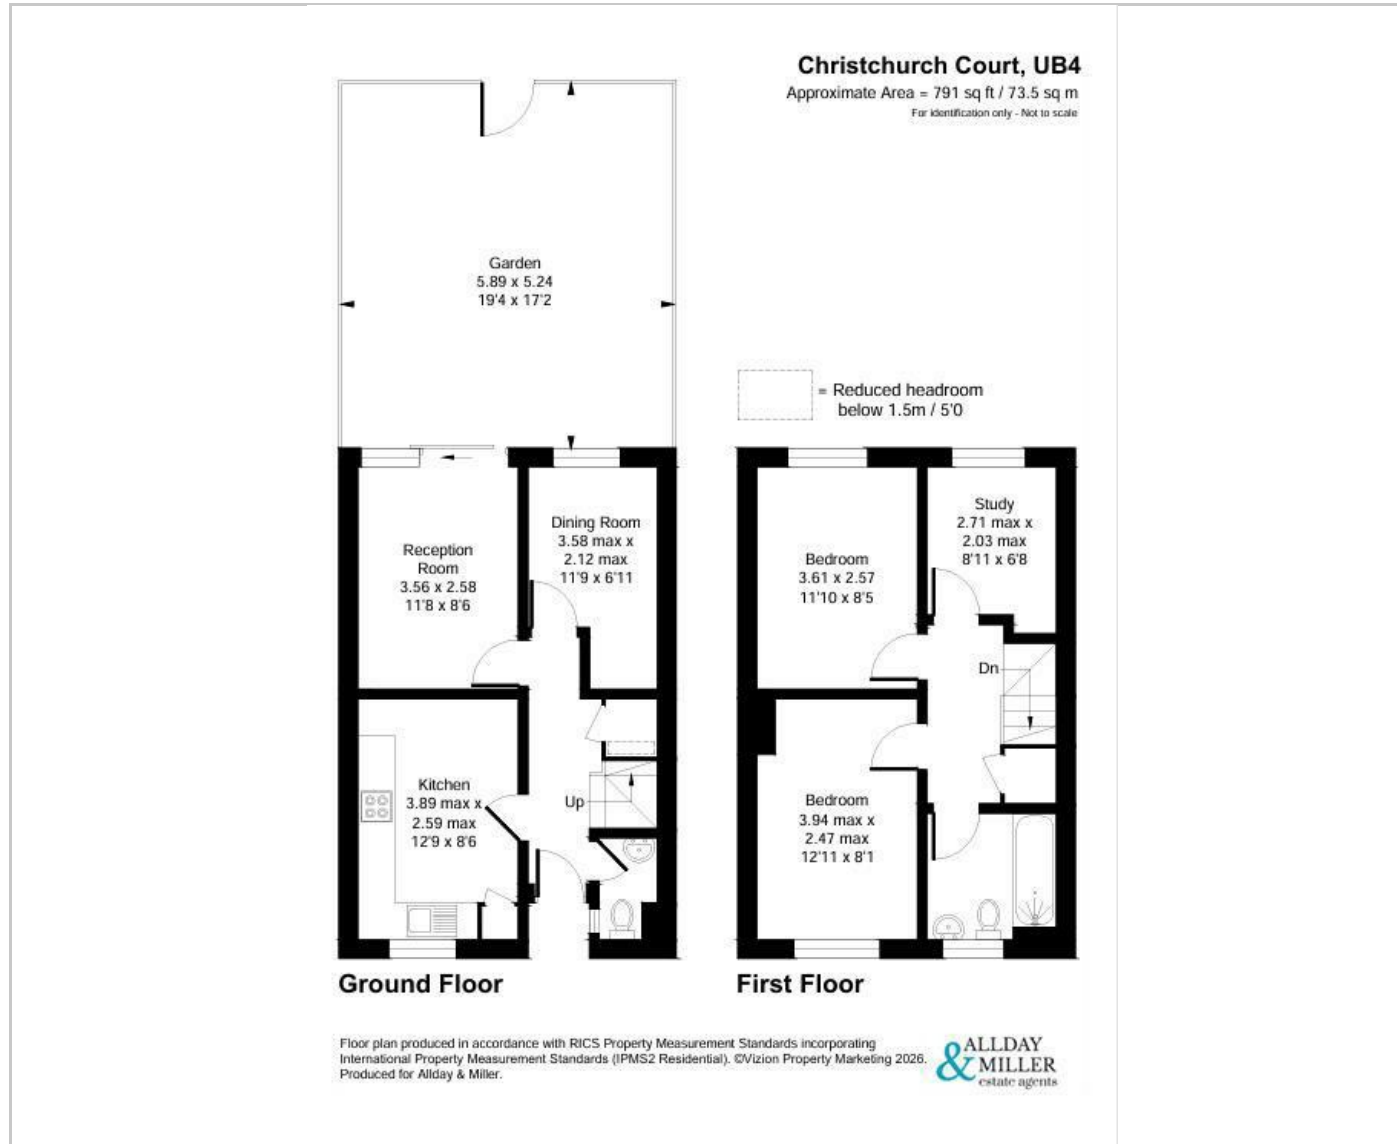 Christchurch Court, UB4
Approximate Area = 791 sq ft / 73.5 sq m
For identification only - Not to scale
Garden
5.89 x 5.24
19'4 x 17'2
= Reduced headroom
below 1.5m / 5'0
Reception
Room
3.56 x 2.58
11'8 x 8'6
Dining Room
3.58 max x
2.12 max
11'9 x 6'11
Kitchen
3.89 max x
2.59 max
12'9 x 8'6
Up
Ground Floor
Bedroom
3.61 x 2.57
11'10 x 8'5
Study
2.71 max x
2.03 max
8'11 x 6'8
Dn
Bedroom
3.94 max x
2.47 max
12'11 x 8'1
First Floor
Floor plan produced in accordance with RICS Property Measurement Standards incorporating
International Property Measurement Standards (IPMS2 Residential). ©Vizion Property Marketing 2026.
Produced for Allday & Miller.
ALLDAY
& MILLER
estate agents